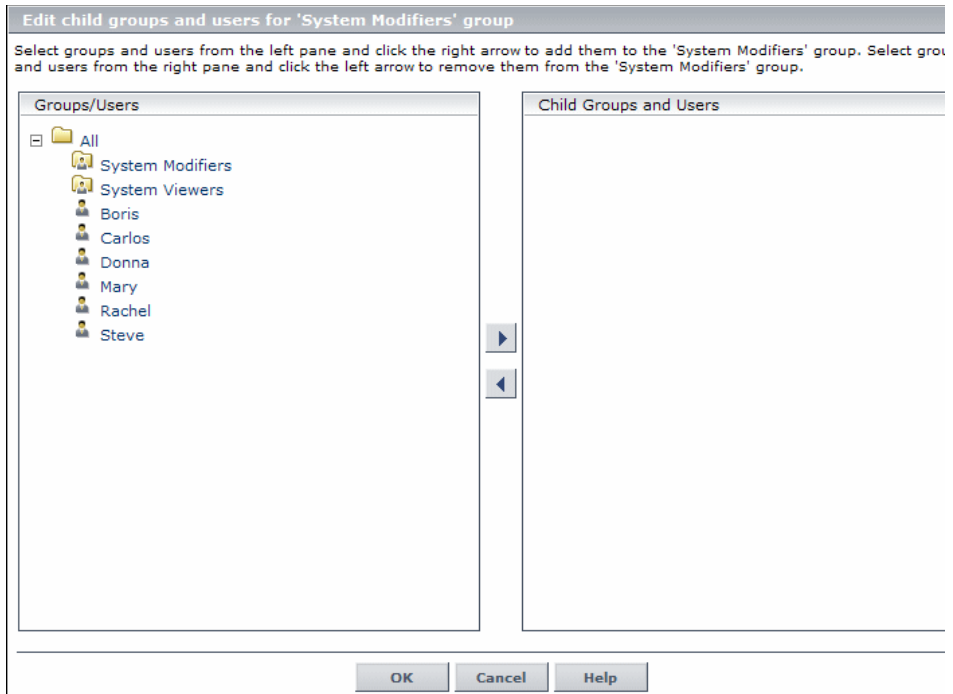 Edit child groups and users for 'System Modifiers' group
Select groups and users from the left pane and click the right arrow to add them to the 'System Modifiers' group. Select
and users from the right pane and click the left arrow to remove them from the 'System Modifiers' group.
Groups/Users
Child Groups and Users
All
System Modifiers
System Viewers
Boris
Carlos
Donna
Mary
Rachel
Steve
OK
Cancel
Help